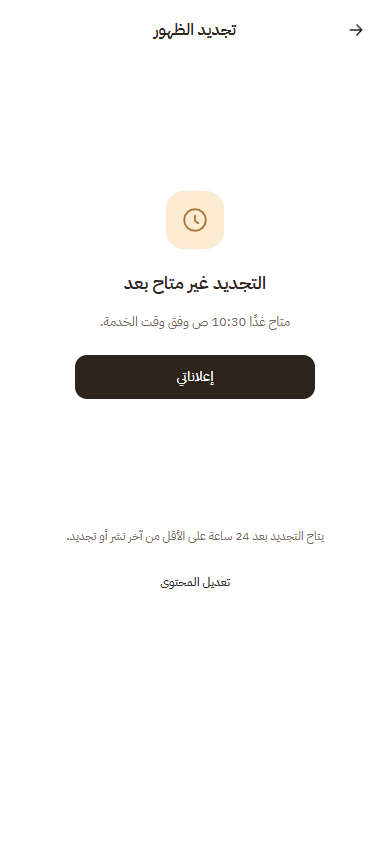 تجديد الظهور
التجديد غير متاح بعد
متاح غدًا 10:30 ص وفق وقت الخدمة.
إعلاناتي
يتاح التجديد بعد 24 ساعة على الأقل من آخر نشر أو تجديد.
تعديل المحتوى